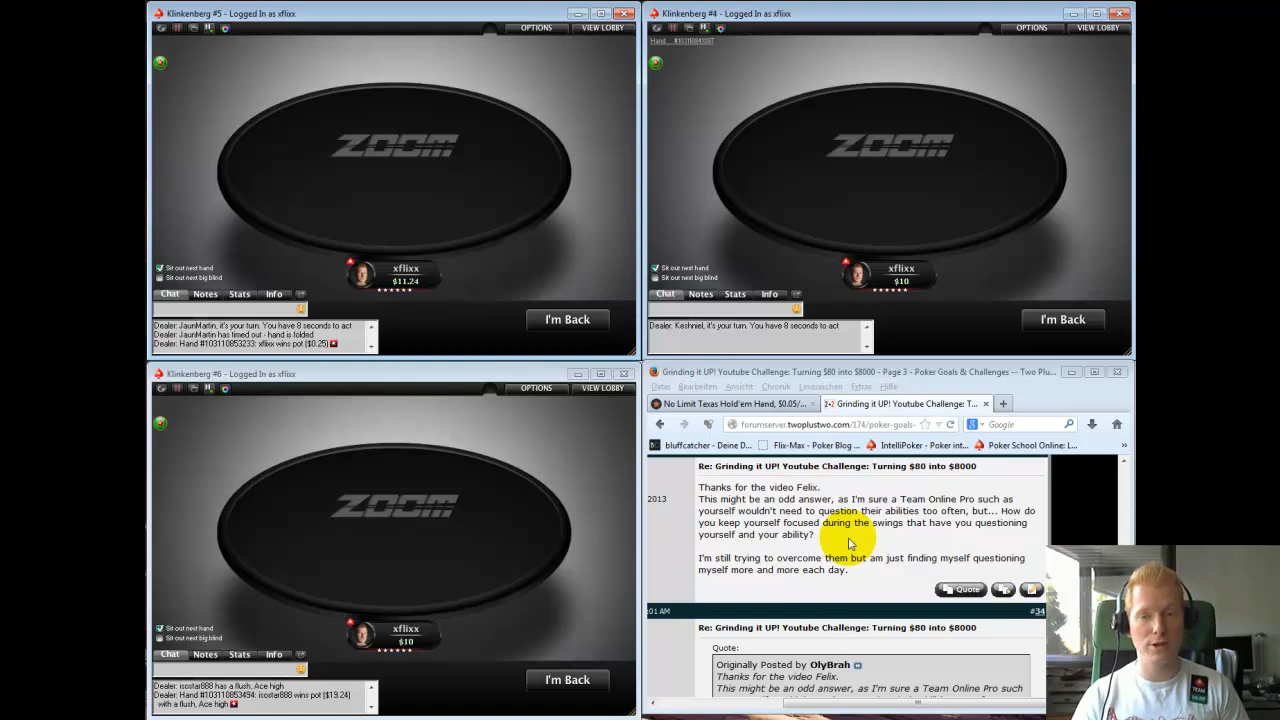 Klinkenberg #5 - Logged In as xflixx
OPTIONS
VIEW LOBBY
ZOOM
xflixx
$11.24
Sit out next hand
Sit out next big blind
Chat Notes Stats Info
I'm Back
Dealer: JaunMartin, it's your turn. You have 8 seconds to act
Dealer: JaunMartin has timed out - hand is folded
Dealer: Hand #103110853233: xflixx wins pot ($0.25)
Klinkenberg #4 - Logged In as xflixx
OPTIONS
VIEW LOBBY
ZOOM
xflixx
$10
Sit out next hand
Sit out next big blind
Chat Notes Stats Info
I'm Back
Dealer: Keshniel, it's your turn. You have 8 seconds to act
Klinkenberg #6 - Logged In as xflixx
OPTIONS
VIEW LOBBY
ZOOM
xflixx
$10
Sit out next hand
Sit out next big blind
Chat Notes Stats Info
I'm Back
Dealer: isostar888 has a flush, Ace high
Dealer: Hand #103110853494: isostar888 wins pot ($19.24)
with a flush, Ace high
Grinding it UP! Youtube Challenge: Turning $80 into $8000 - Page 3 - Poker Goals & Challenges -- Two Plu...
Datei Bearbeiten Ansicht Chronik Lesezeichen Extras Hilfe
No Limit Texas Hold'em Hand, $0.05/...
2+2 Grinding it UP! Youtube Challenge: T...
forumserver.twoplustwo.com/174/poker-goals-
Google
bluffcatcher - Deine D...
Flix-Max - Poker Blog ...
IntelliPoker - Poker int...
Poker School Online: L...
Re: Grinding it UP! Youtube Challenge: Turning $80 into $8000
2013
Thanks for the video Felix.
This might be an odd answer, as I'm sure a Team Online Pro such as
yourself wouldn't need to question their abilities too often, but... How do
you keep yourself focused during the swings that have you questioning
yourself and your ability?
I'm still trying to overcome them but am just finding myself questioning
myself more and more each day.
Quote
:01 AM
#34
Re: Grinding it UP! Youtube Challenge: Turning $80 into $8000
Quote:
Originally Posted by OlyBrah
Thanks for the video Felix.
This might be an odd answer, as I'm sure a Team Online Pro such